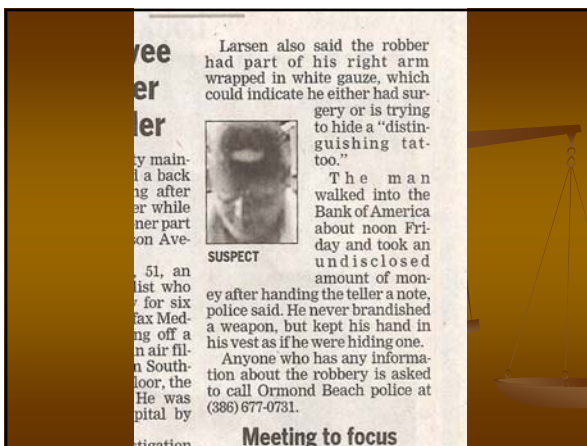 yee
er
ler
ty main-
l a back
ng after
er while
ner part
son Ave-
, 51, an
list who
y for six
fax Med-
ng off a
n air fil-
n South-
loor, the
He was
pital by
stigation
Larsen also said the robber
had part of his right arm
wrapped in white gauze, which
could indicate he either had sur-
gery or is trying
to hide a “distin-
guishing tat-
too.”
The man
walked into the
Bank of America
about noon Fri-
day and took an
undisclosed
amount of mon-
SUSPECT
ey after handing the teller a note,
police said. He never brandished
a weapon, but kept his hand in
his vest as if he were hiding one.
Anyone who has any informa-
tion about the robbery is asked
to call Ormond Beach police at
(386) 677-0731.
Meeting to focus